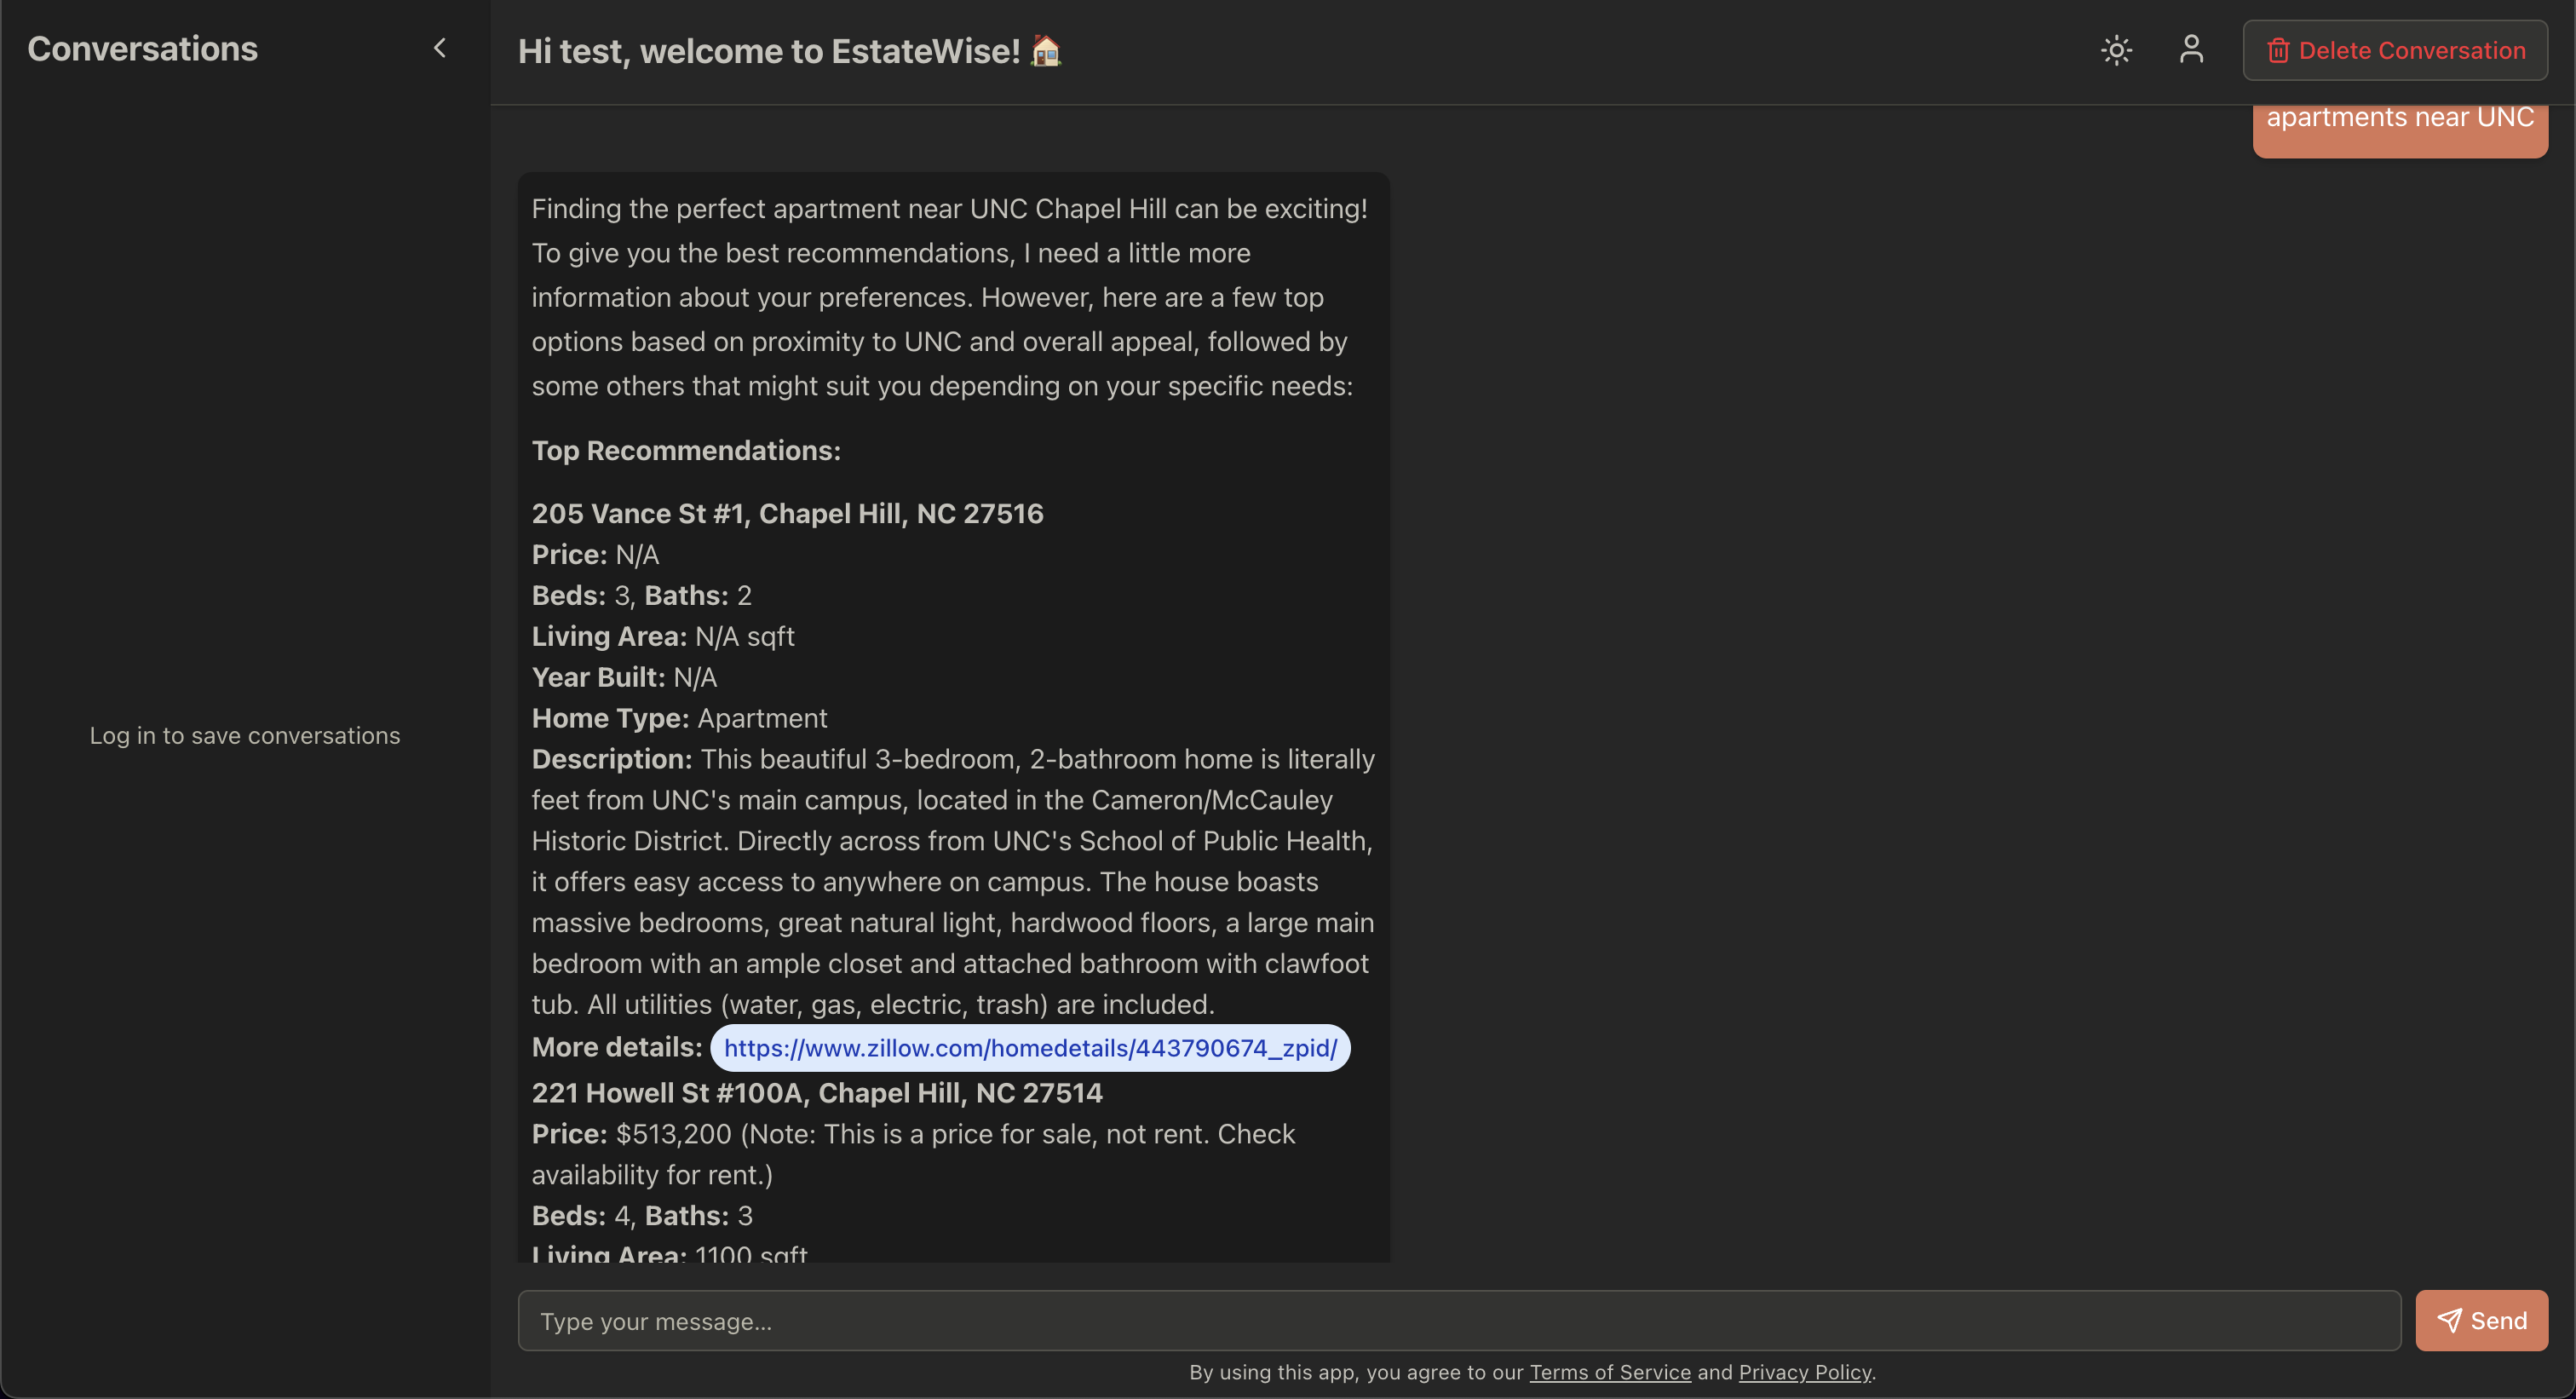 Conversations
Hi test, welcome to EstateWise! 🏠
Delete Conversation
apartments near UNC
Finding the perfect apartment near UNC Chapel Hill can be exciting!
To give you the best recommendations, I need a little more
information about your preferences. However, here are a few top
options based on proximity to UNC and overall appeal, followed by
some others that might suit you depending on your specific needs:
Top Recommendations:
205 Vance St #1, Chapel Hill, NC 27516
Price: N/A
Beds: 3, Baths: 2
Living Area: N/A sqft
Year Built: N/A
Home Type: Apartment
Description: This beautiful 3-bedroom, 2-bathroom home is literally
feet from UNC's main campus, located in the Cameron/McCauley
Historic District. Directly across from UNC's School of Public Health,
it offers easy access to anywhere on campus. The house boasts
massive bedrooms, great natural light, hardwood floors, a large main
bedroom with an ample closet and attached bathroom with clawfoot
tub. All utilities (water, gas, electric, trash) are included.
More details: https://www.zillow.com/homedetails/443790674_zpid/
221 Howell St #100A, Chapel Hill, NC 27514
Price: $513,200 (Note: This is a price for sale, not rent. Check
availability for rent.)
Beds: 4, Baths: 3
Living Area: 1100 sqft
Log in to save conversations
Type your message...
Send
By using this app, you agree to our Terms of Service and Privacy Policy.